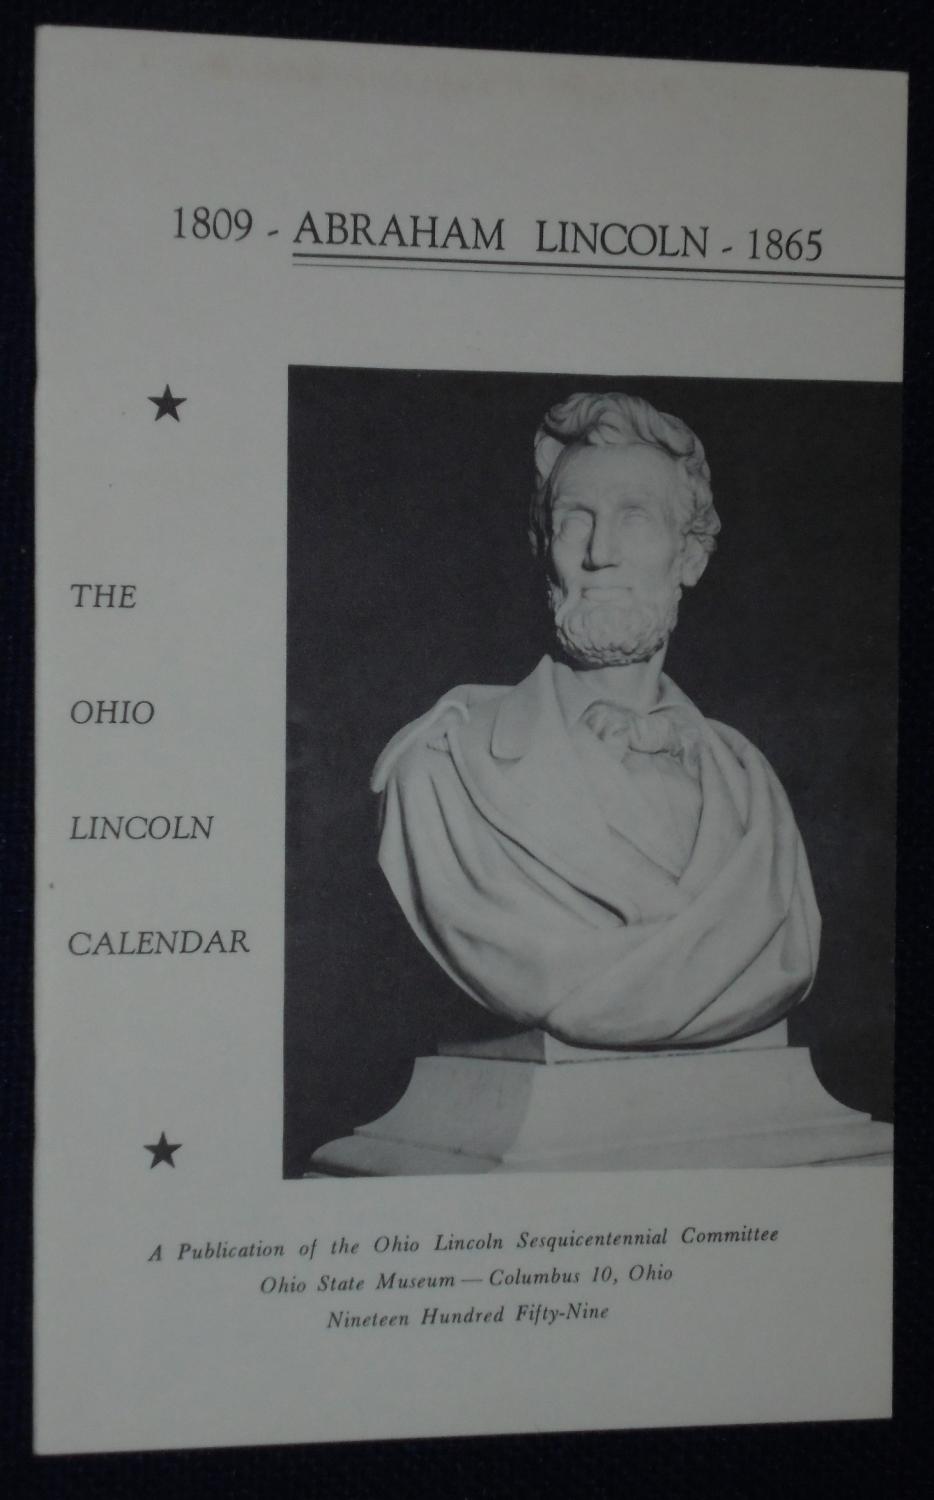 1809 - ABRAHAM LINCOLN - 1865
THE
OHIO
LINCOLN
CALENDAR
A Publication of the Ohio Lincoln Sesquicentennial Committee
Ohio State Museum — Columbus 10, Ohio
Nineteen Hundred Fifty-Nine